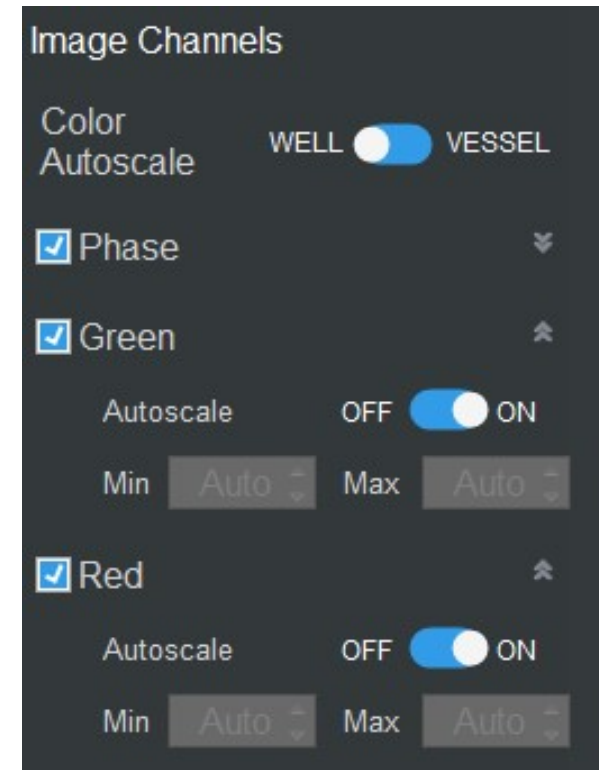 Image Channels
Color
Autoscale
WELL VESSEL
Phase
Green
Autoscale OFF ON
Min Auto Max Auto
Red
Autoscale OFF ON
Min Auto Max Auto